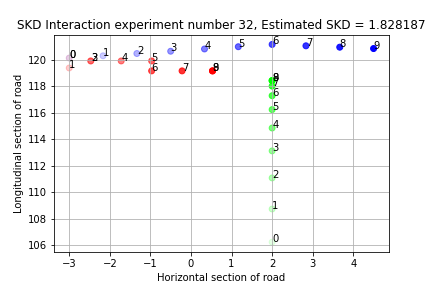 SKD Interaction experiment number 32, Estimated SKD = 1.828187
Longitudinal section of road
120
118
116
114
112
110
108
106
0 0 1 2 3 4 5 6 7 8 9
1 2 3 4 5 6 7 8 9
9 8 7 6 5 4 3 2 1 0
−3 −2 −1 0 1 2 3 4
Horizontal section of road